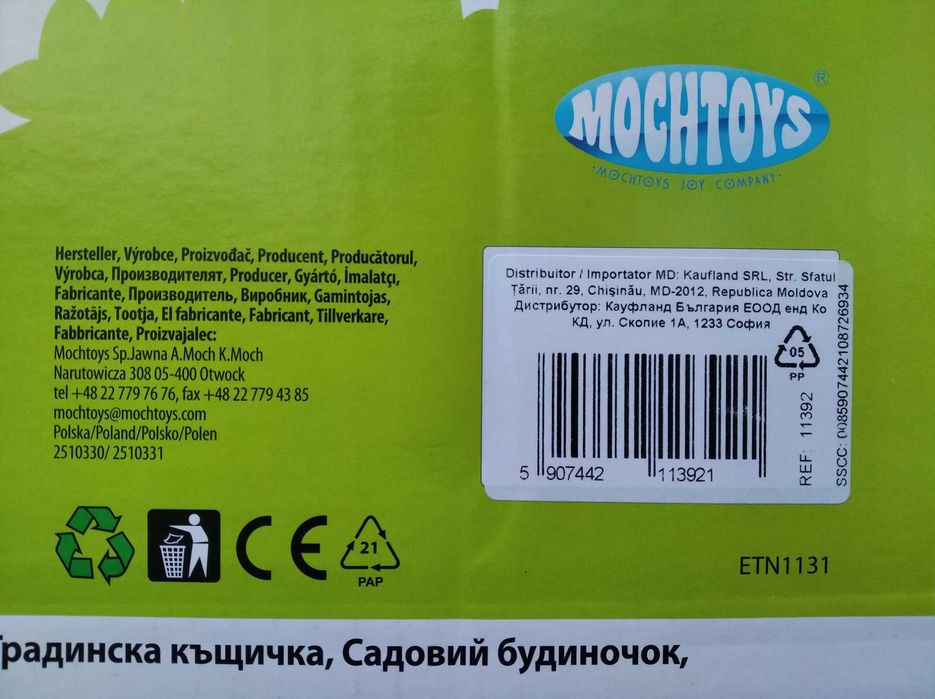 MOCHTOYS ®
·MOCHTOYS JOY COMPANY·
Hersteller, Výrobce, Proizvođač, Producent, Producătorul,
Výrobca, Производителят, Producer, Gyártó, İmalatçı,
Fabricante, Производитель, Виробник, Gamintojas,
Ražotājs, Tootja, El fabricante, Fabricant, Tillverkare,
Fabbricante, Proizvajalec:
Mochtoys Sp.Jawna A.Moch K.Moch
Narutowicza 308 05-400 Otwock
tel +48 22 779 76 76, fax +48 22 779 43 85
mochtoys@mochtoys.com
Polska/Poland/Polsko/Polen
2510330/ 2510331
Distribuitor / Importator MD: Kaufland SRL, Str. Sfatul
Țării, nr. 29, Chișinău, MD-2012, Republica Moldova
Дистрибутор: Кауфланд България ЕООД енд Ко
КД, ул. Скопие 1А, 1233 София
05
PP
5 907442 113921
REF: 11392
SSCC: 0085907442108726934
CE
21
PAP
ETN1131
Градинска къщичка, Садовий будиночок,